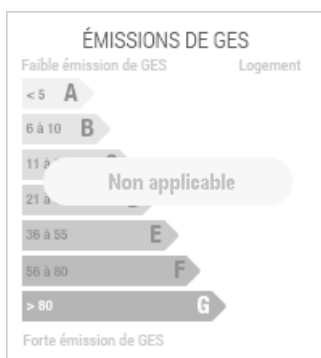 ÉMISSIONS DE GES
Faible émission de GES Logement
< 5 A
6 à 10 B
11 à
Non applicable
21 à
36 à 55 E
56 à 80 F
> 80 G
Forte émission de GES